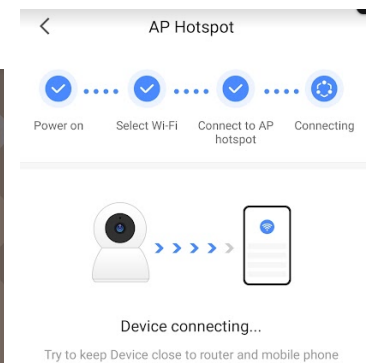 AP Hotspot
Power on
Select Wi-Fi
Connect to AP
hotspot
Connecting
Device connecting...
Try to keep Device close to router and mobile phone